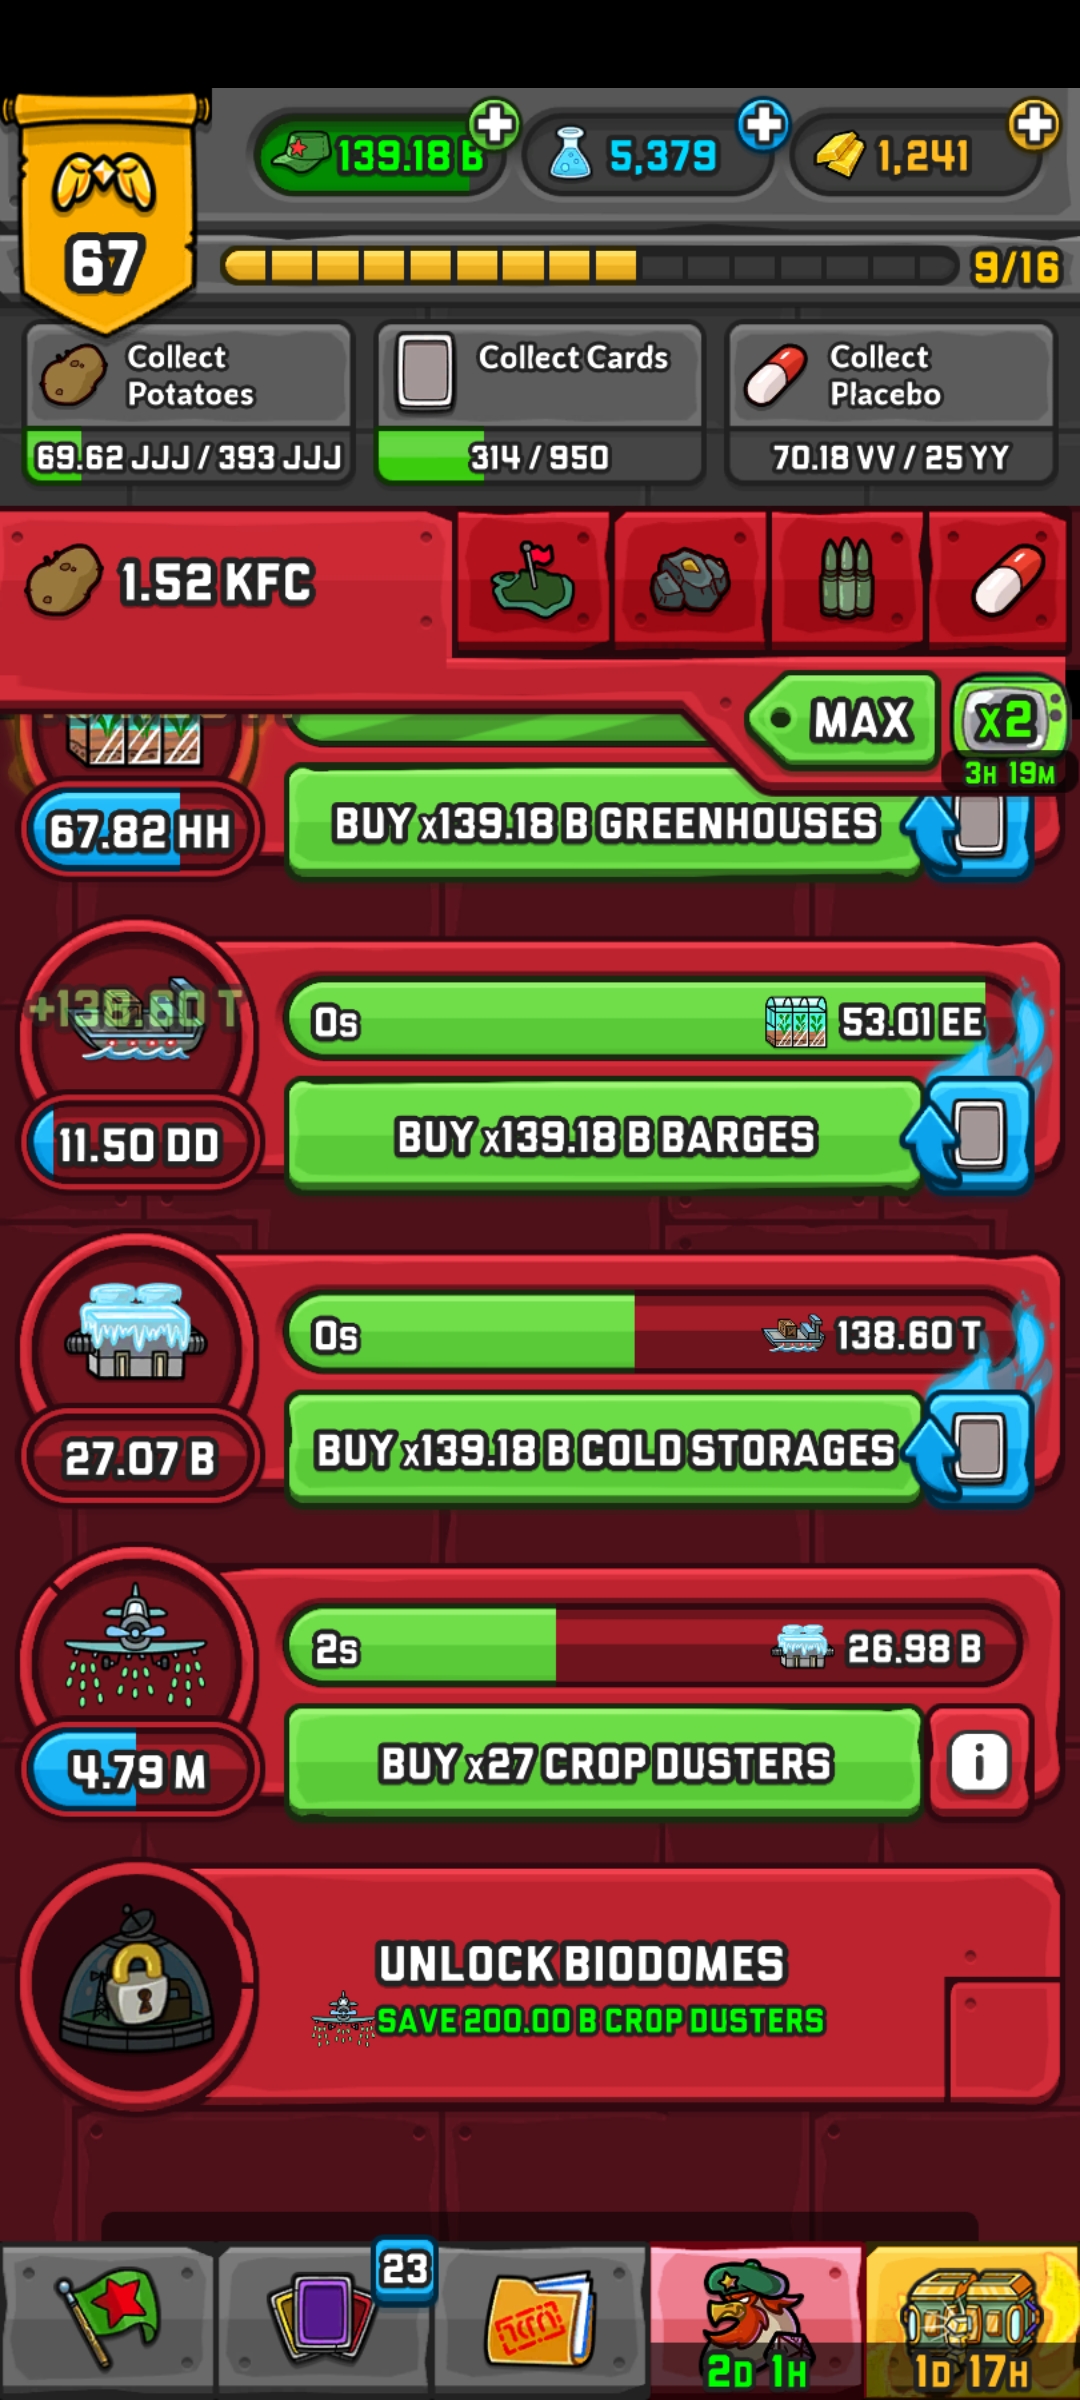 139.18 B
5,379
1,241
67
9/16
Collect
Potatoes
69.62 JJJ / 393 JJJ
Collect Cards
314 / 950
Collect
Placebo
70.18 VV / 25 YY
1.52 KFC
MAX
x2
3H 19M
67.82 HH
BUY x139.18 B GREENHOUSES
+138.60 T
0s
53.01 EE
11.50 DD
BUY x139.18 B BARGES
0s
138.60 T
27.07 B
BUY x139.18 B COLD STORAGES
2s
26.98 B
4.79 M
BUY x27 CROP DUSTERS
i
UNLOCK BIODOMES
SAVE 200.00 B CROP DUSTERS
23
2D 1H
1D 17H